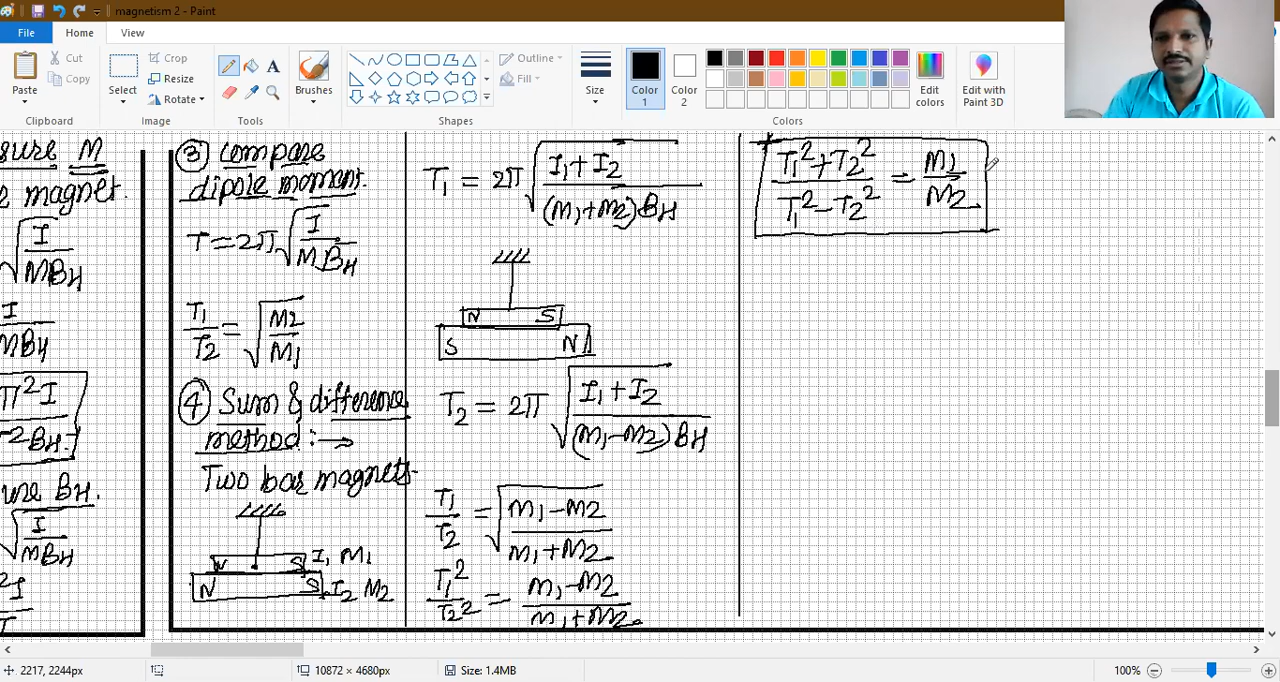 magnetism 2 - Paint
File Home View
Paste Cut Copy Clipboard
Select Crop Resize Rotate Image
Tools
Brushes
Shapes Outline Fill
Size
Color 1 Color 2 Edit colors Edit with Paint 3D Colors
sure M
magnet.
√I/MBH
I
MBH
π²I
BH.
ure BH.
√I/MBH
²I
T
③ compare
dipole moment.
T = 2π√I/MBH
T₁/T₂ = √M2/M₁
④ Sum & difference
method :→
Two bar magnets
N S I₁ M₁
N S I₂ M₂
T₁ = 2π√I₁+I₂/(M₁+M2)BH
N S
S N
T₂ = 2π√I₁+I₂/(M₁-M2)BH
T₁/T₂ = √M₁-M2/M₁+M2
T₁²/T₂² = M₁-M2/M₁+M2
T₁²+T₂²/T₁²-T₂² = M₁/M₂
2217, 2244px 10872 × 4680px Size: 1.4MB 100%